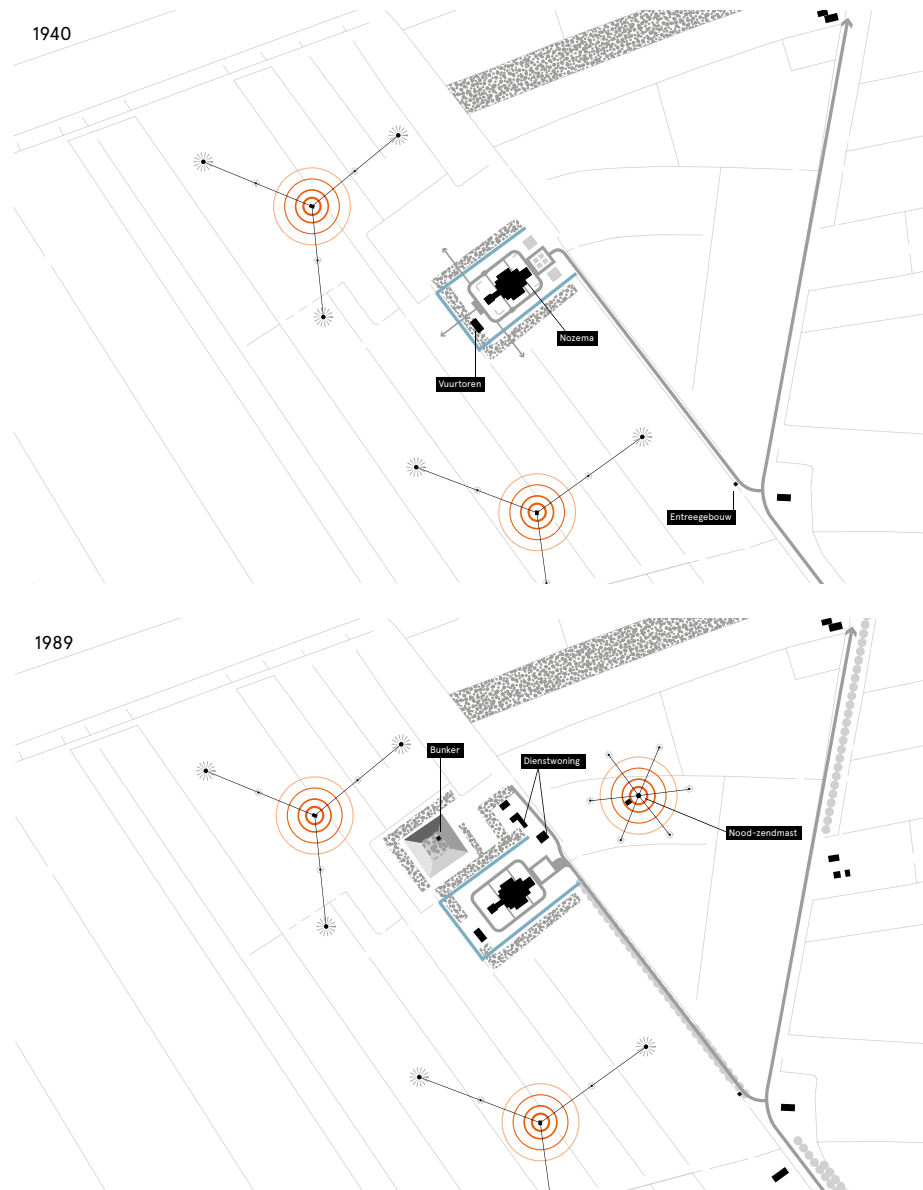 1940
Nozema
Vuurtoren
Entreegebouw
1989
Bunker
Dienstwoning
Nood-zendmast